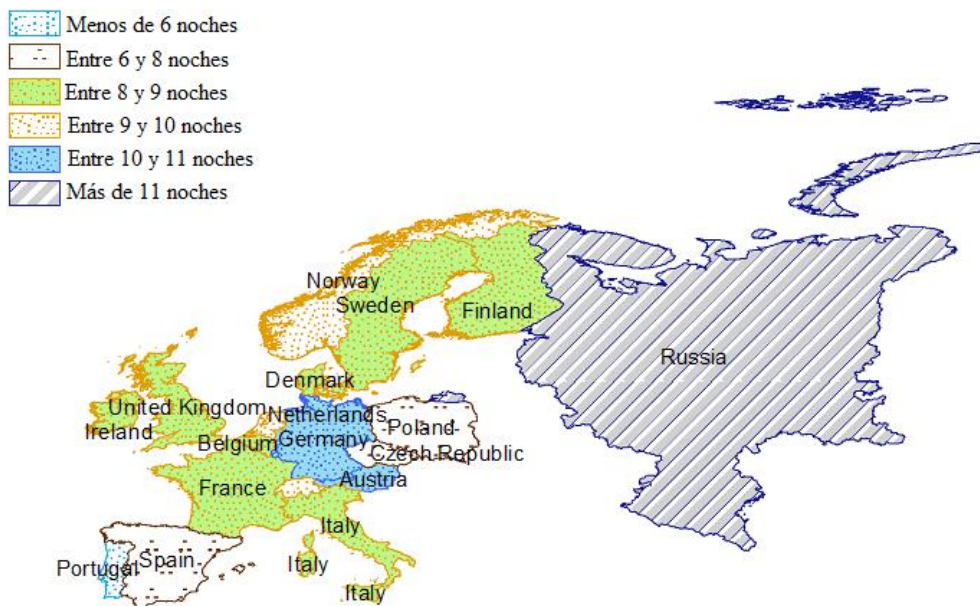 Menos de 6 noches
Entre 6 y 8 noches
Entre 8 y 9 noches
Entre 9 y 10 noches
Entre 10 y 11 noches
Más de 11 noches
Norway
Sweden
Finland
Russia
Denmark
United Kingdom
Netherlands
Ireland
Poland
Belgium
Germany
Czech Republic
Austria
France
Italy
Spain
Portugal
Italy
Italy